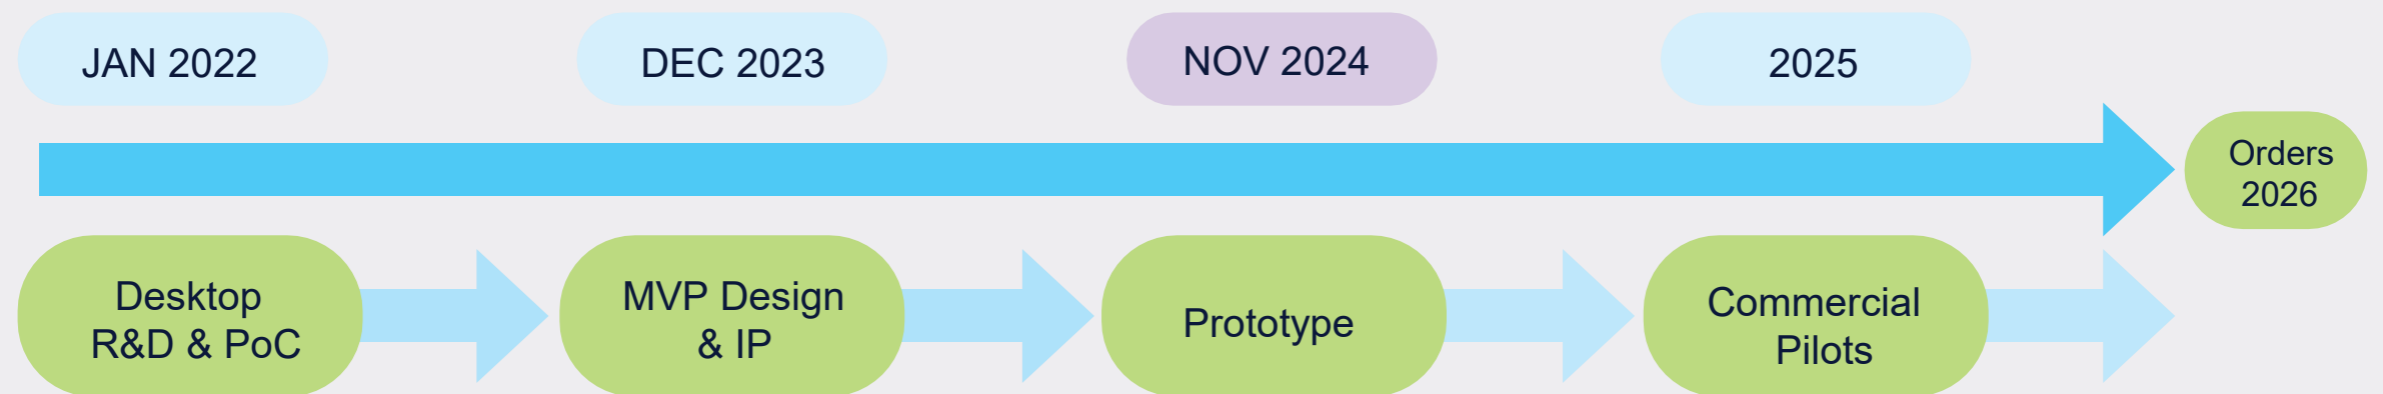 JAN 2022
DEC 2023
NOV 2024
2025
Orders
2026
Desktop
R&D & PoC
MVP Design
& IP
Prototype
Commercial
Pilots